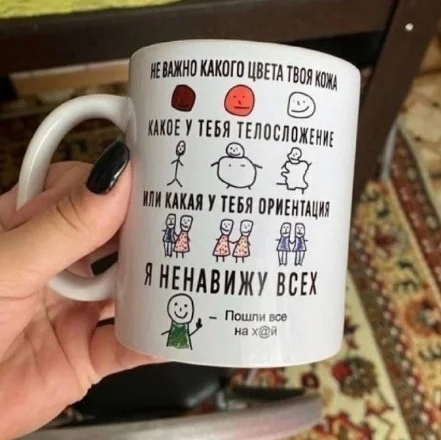 НЕ ВАЖНО КАКОГО ЦВЕТА ТВОЯ КОЖА
КАКОЕ У ТЕБЯ ТЕЛОСЛОЖЕНИЕ
ИЛИ КАКАЯ У ТЕБЯ ОРИЕНТАЦИЯ
Я НЕНАВИЖУ ВСЕХ
– Пошли все
на х@й